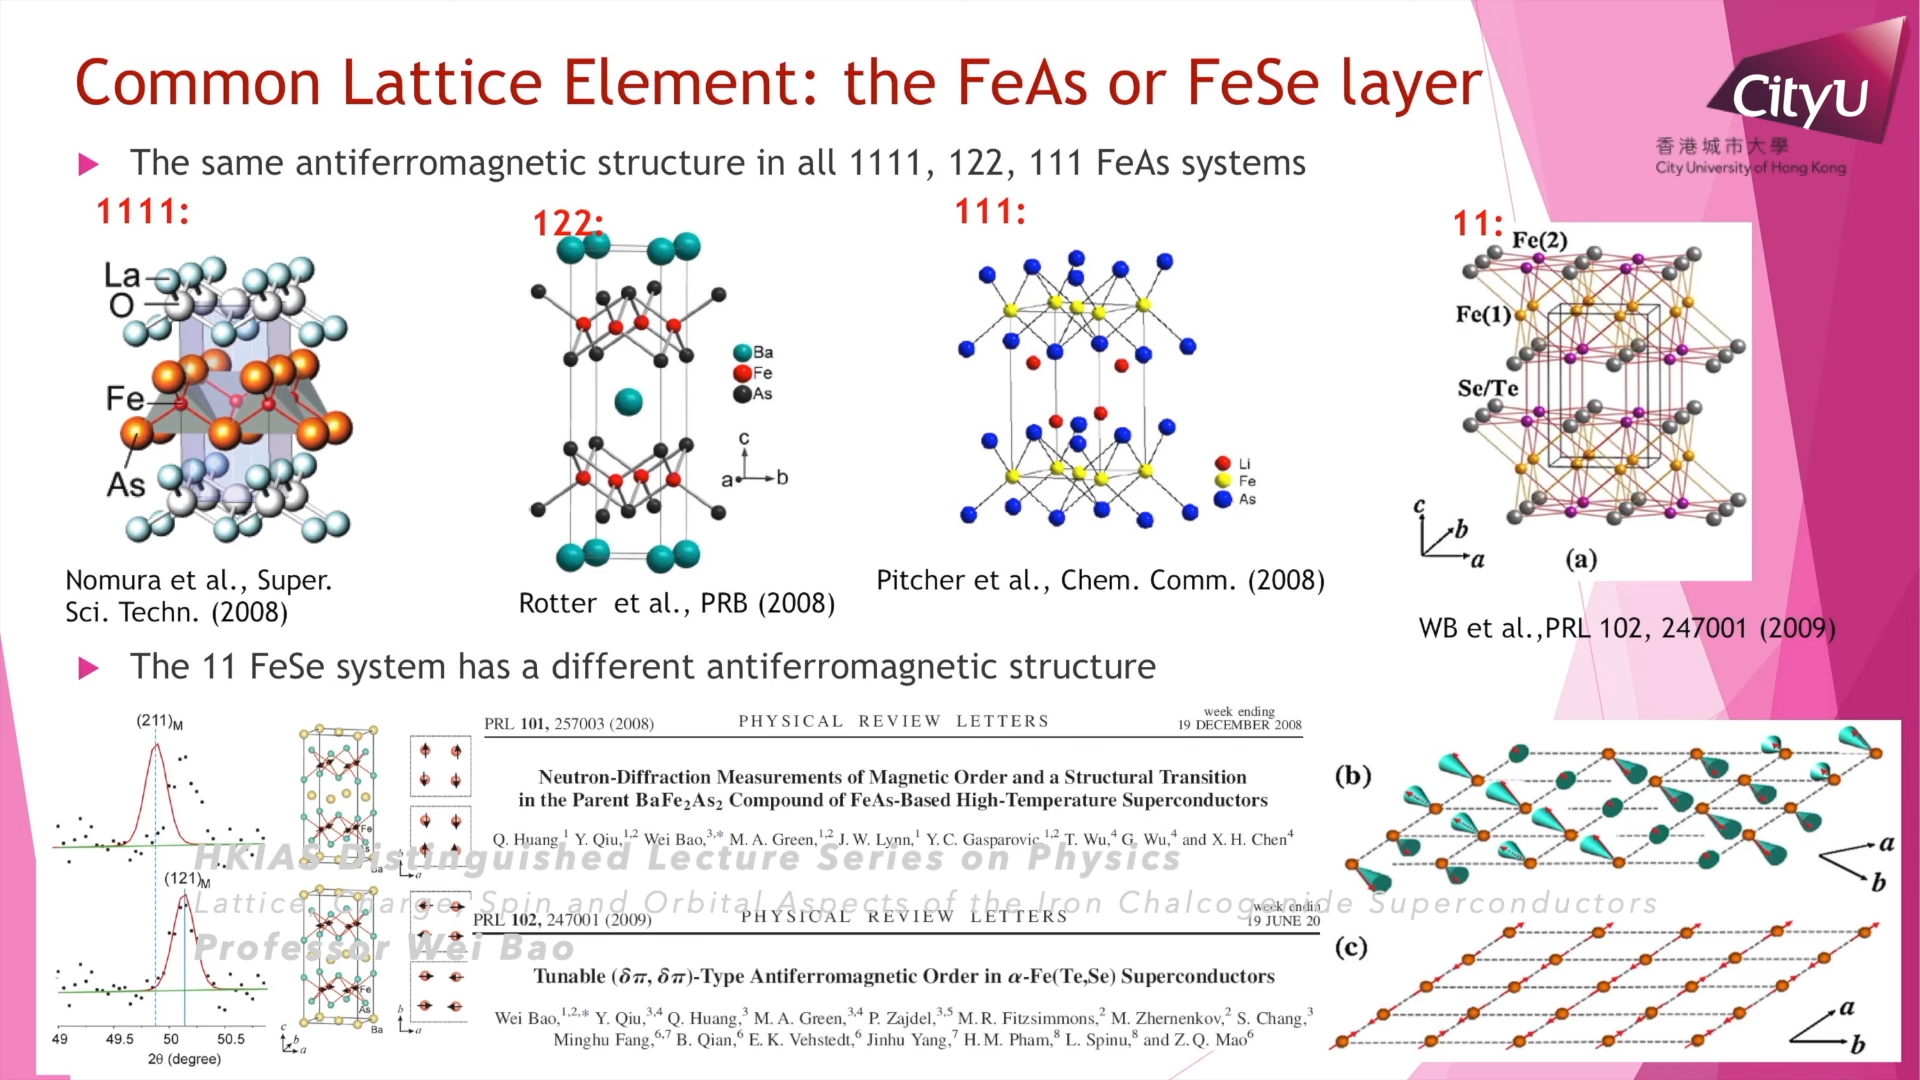 Common Lattice Element: the FeAs or FeSe layer
CityU
香港城市大學
City University of Hong Kong
The same antiferromagnetic structure in all 1111, 122, 111 FeAs systems
1111:
122:
111:
11:
La
O
Fe
As
Ba
Fe
As
c
a
b
Li
Fe
As
Fe(2)
Fe(1)
Se/Te
c
b
a
(a)
Nomura et al., Super.
Sci. Techn. (2008)
Rotter et al., PRB (2008)
Pitcher et al., Chem. Comm. (2008)
WB et al.,PRL 102, 247001 (2009)
The 11 FeSe system has a different antiferromagnetic structure
(211)M
(121)M
49 49.5 50 50.5
2θ (degree)
Fe
Ba
a
Fe
As
Ba
c
b
a
b
a
PRL 101, 257003 (2008) PHYSICAL REVIEW LETTERS week ending
19 DECEMBER 2008
Neutron-Diffraction Measurements of Magnetic Order and a Structural Transition
in the Parent BaFe2As2 Compound of FeAs-Based High-Temperature Superconductors
Q. Huang,1 Y. Qiu,1,2 Wei Bao,3,* M. A. Green,1,2 J. W. Lynn,1 Y. C. Gasparovic,1,2 T. Wu,4 G. Wu,4 and X. H. Chen4
HKIAS Distinguished Lecture Series on Physics
Lattice, Charge, Spin and Orbital Aspects of the Iron Chalcogenide Superconductors
Professor Wei Bao
PRL 102, 247001 (2009) PHYSICAL REVIEW LETTERS
19 JUNE 20
Tunable (δπ, δπ)-Type Antiferromagnetic Order in α-Fe(Te,Se) Superconductors
Wei Bao,1,2,* Y. Qiu,3,4 Q. Huang,3 M. A. Green,3,4 P. Zajdel,3,5 M. R. Fitzsimmons,2 M. Zhernenkov,2 S. Chang,3
Minghu Fang,6,7 B. Qian,6 E. K. Vehstedt,6 Jinhu Yang,7 H. M. Pham,8 L. Spinu,8 and Z. Q. Mao6
(b)
a
b
(c)
a
b